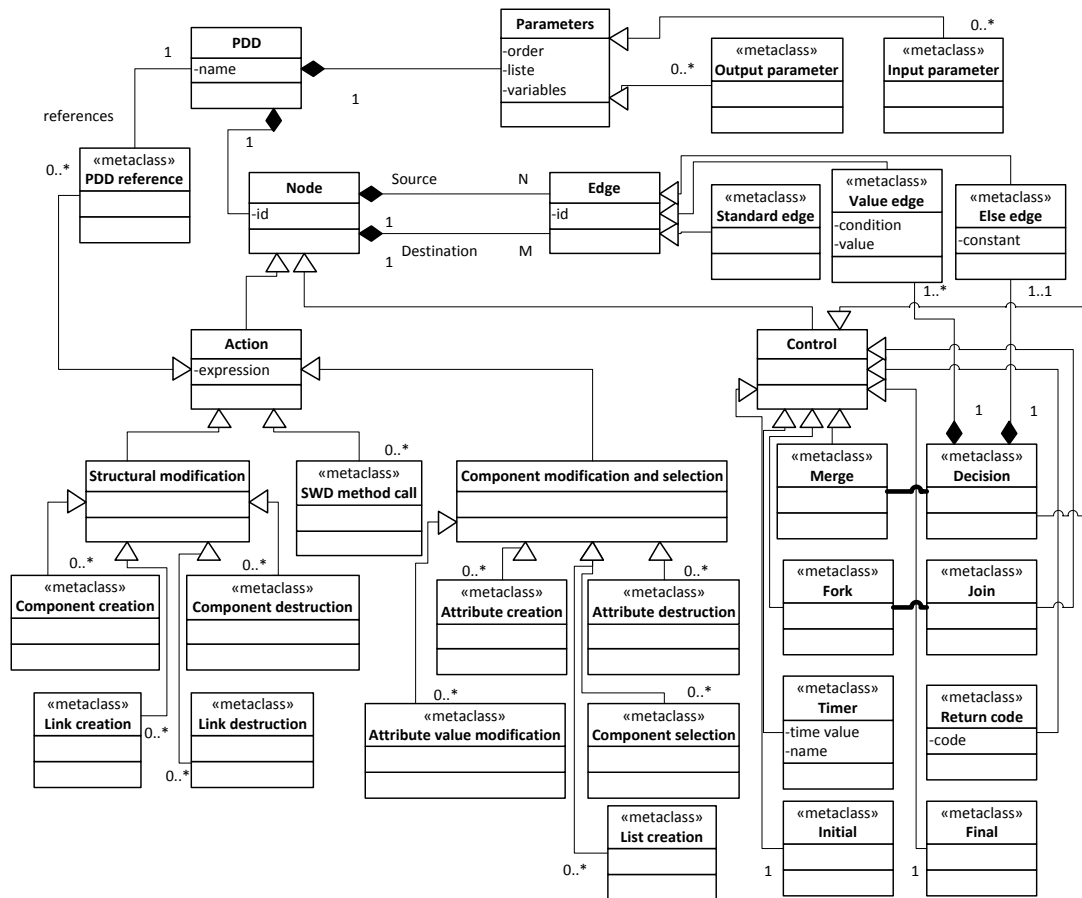 PDD
-name
1
1
1
references
0..*
Parameters
-order
-liste
-variables
0..*
«metaclass»
Output parameter
0..*
«metaclass»
Input parameter
«metaclass»
PDD reference
Node
-id
Source
N
1
Destination
M
1
Edge
-id
«metaclass»
Standard edge
«metaclass»
Value edge
-condition
-value
1..*
«metaclass»
Else edge
-constant
1..1
Action
-expression
Control
1
1
Structural modification
0..*
«metaclass»
SWD method call
Component modification and selection
«metaclass»
Merge
«metaclass»
Decision
0..*
«metaclass»
Component creation
0..*
«metaclass»
Component destruction
0..*
«metaclass»
Attribute creation
0..*
«metaclass»
Attribute destruction
«metaclass»
Fork
«metaclass»
Join
«metaclass»
Link creation
0..*
«metaclass»
Link destruction
0..*
0..*
«metaclass»
Attribute value modification
0..*
«metaclass»
Component selection
«metaclass»
Timer
-time value
-name
«metaclass»
Return code
-code
«metaclass»
List creation
0..*
«metaclass»
Initial
1
«metaclass»
Final
1